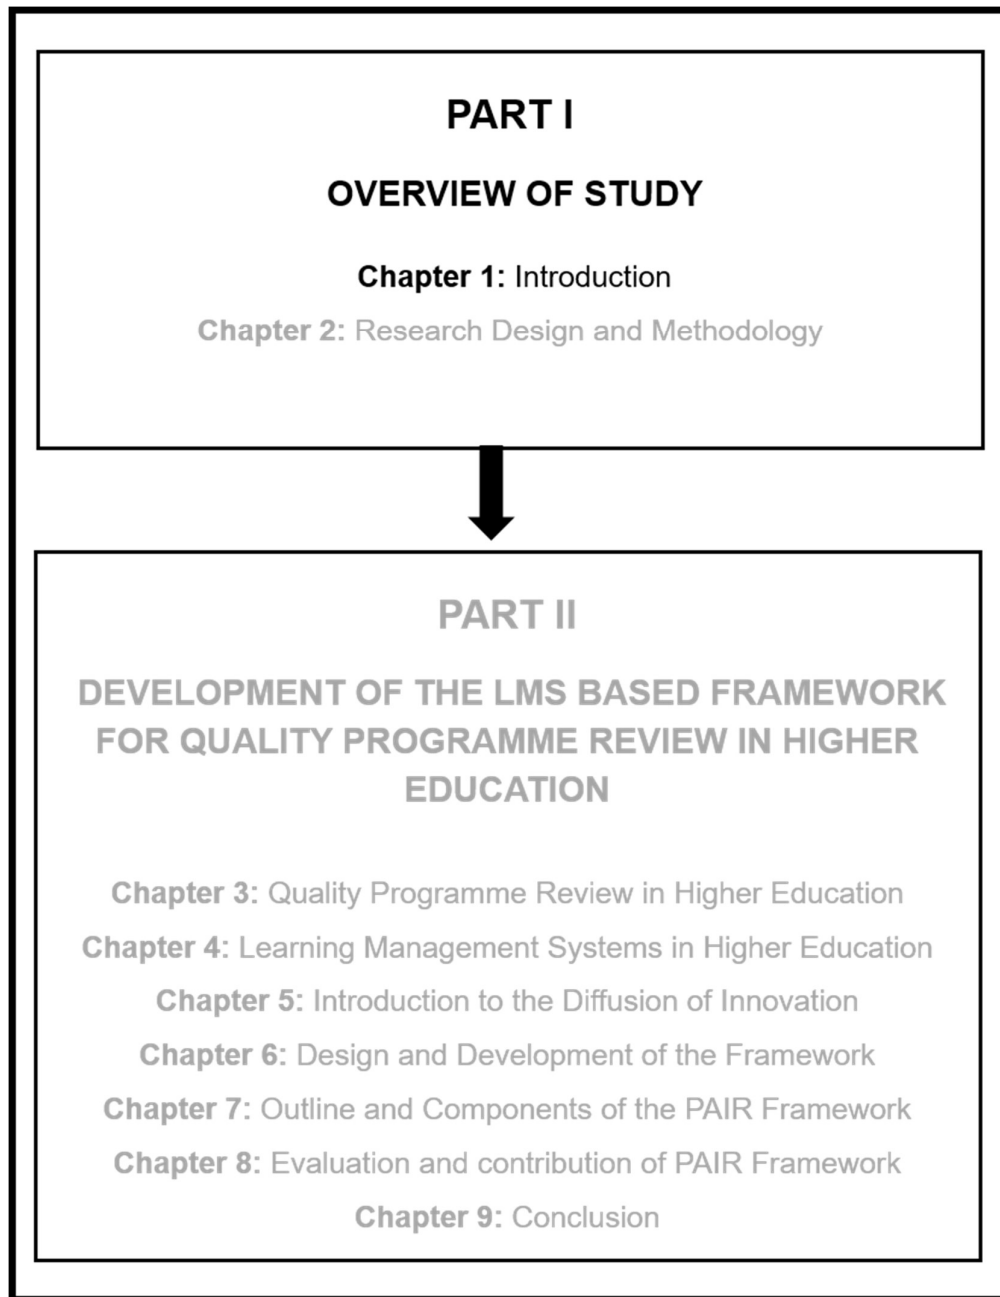 PART I
OVERVIEW OF STUDY
Chapter 1: Introduction
Chapter 2: Research Design and Methodology
PART II
DEVELOPMENT OF THE LMS BASED FRAMEWORK
FOR QUALITY PROGRAMME REVIEW IN HIGHER
EDUCATION
Chapter 3: Quality Programme Review in Higher Education
Chapter 4: Learning Management Systems in Higher Education
Chapter 5: Introduction to the Diffusion of Innovation
Chapter 6: Design and Development of the Framework
Chapter 7: Outline and Components of the PAIR Framework
Chapter 8: Evaluation and contribution of PAIR Framework
Chapter 9: Conclusion